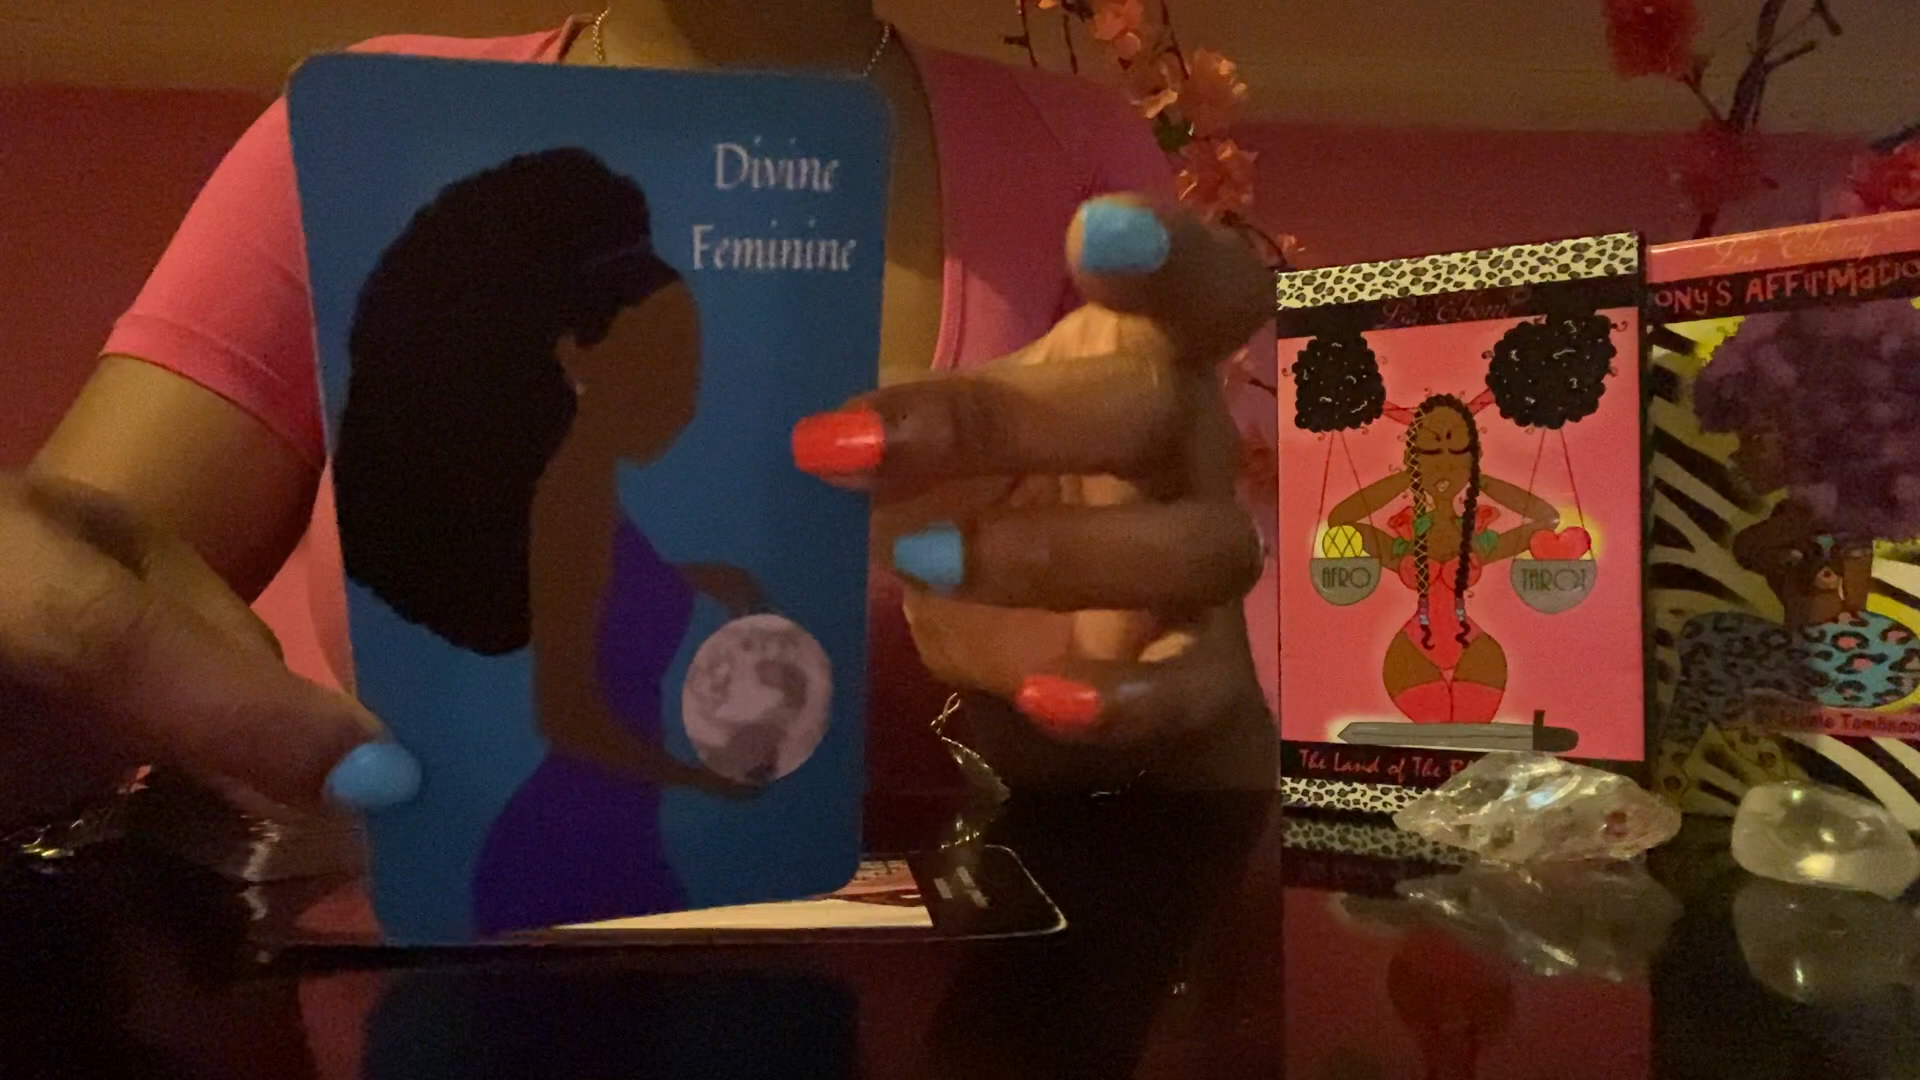 Divine
Feminine
AFRO
TAROT
The Land of The
ONY'S AFFIRMATIO